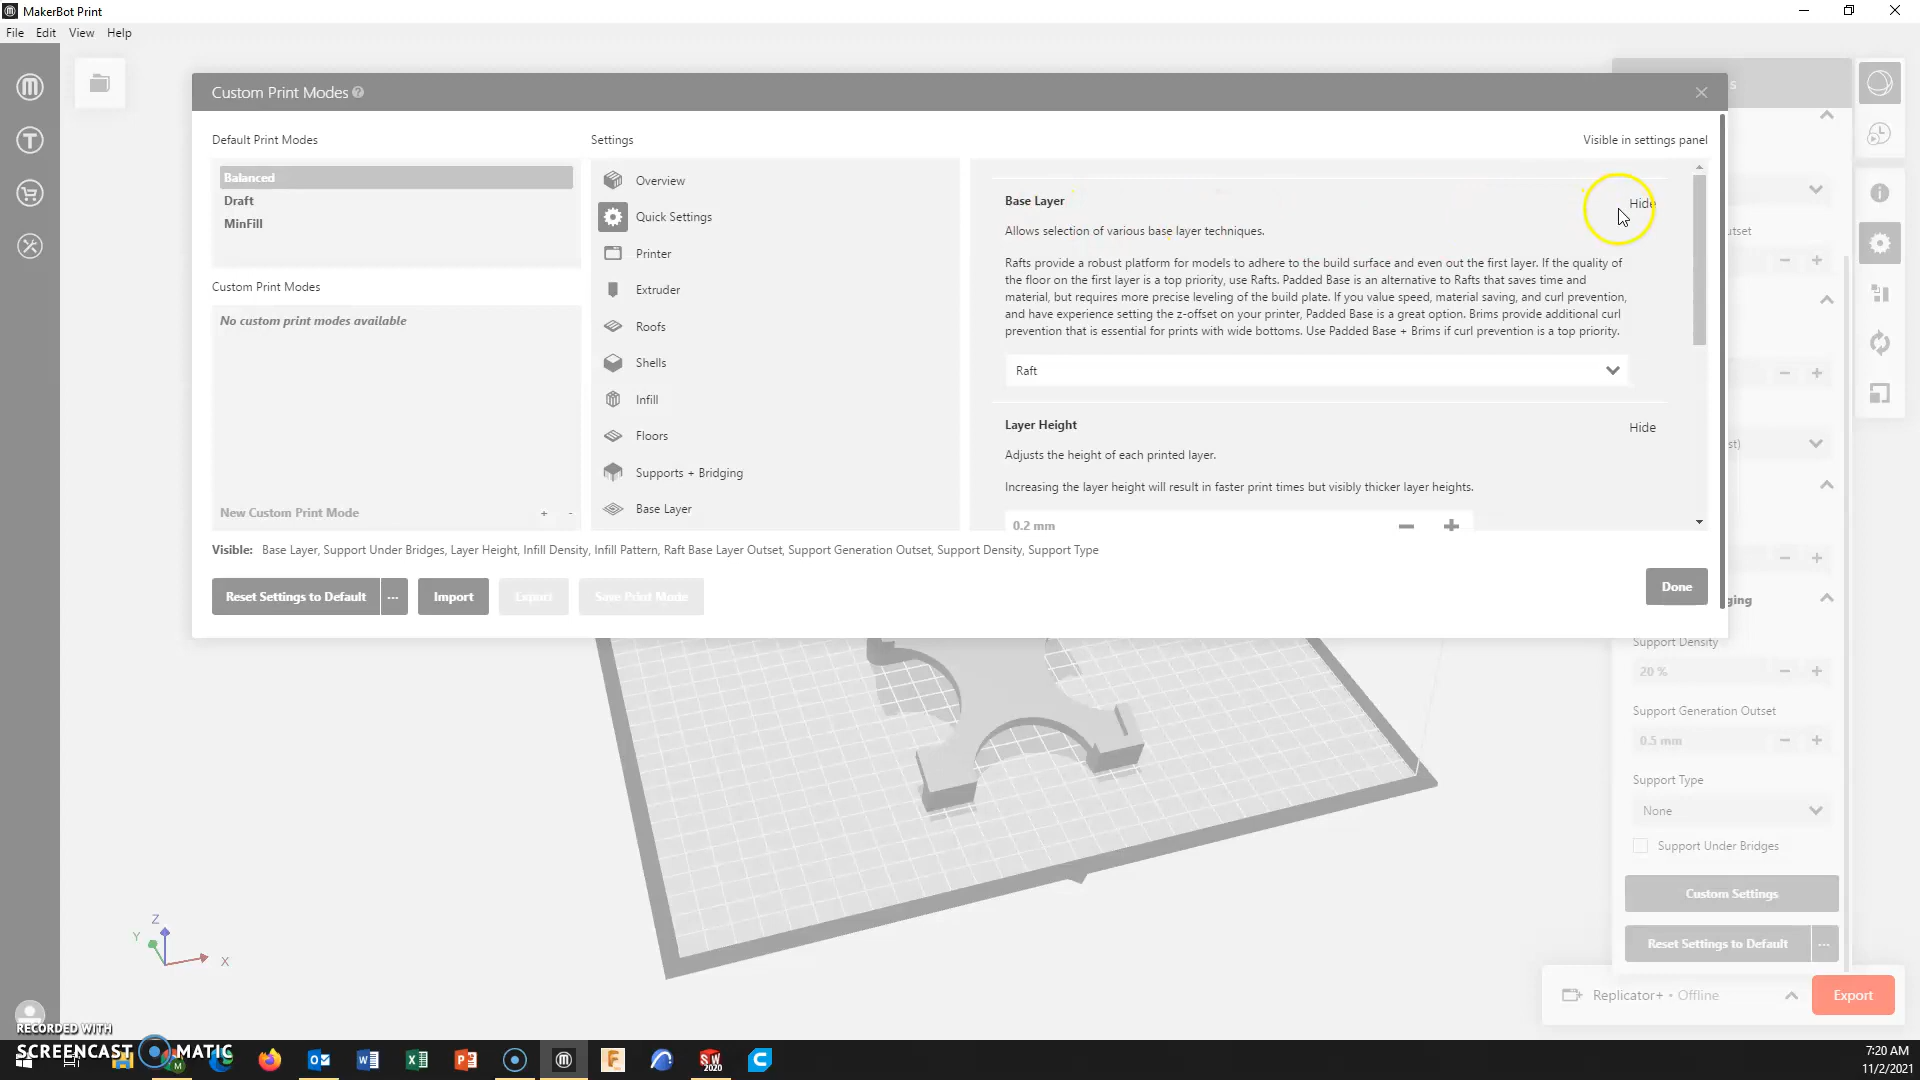 MakerBot Print
File Edit View Help
Custom Print Modes
Default Print Modes
Settings
Visible in settings panel
Balanced
Draft
MinFill
Custom Print Modes
No custom print modes available
New Custom Print Mode + -
Overview
Quick Settings
Printer
Extruder
Roofs
Shells
Infill
Floors
Supports + Bridging
Base Layer
Base Layer
Hide
Allows selection of various base layer techniques.
Rafts provide a robust platform for models to adhere to the build surface and even out the first layer. If the quality of
the floor on the first layer is a top priority, use Rafts. Padded Base is an alternative to Rafts that saves time and
material, but requires more precise leveling of the build plate. If you value speed, material saving, and curl prevention,
and have experience setting the z-offset on your printer, Padded Base is a great option. Brims provide additional curl
prevention that is essential for prints with wide bottoms. Use Padded Base + Brims if curl prevention is a top priority.
Raft
Layer Height
Hide
Adjusts the height of each printed layer.
Increasing the layer height will result in faster print times but visibly thicker layer heights.
0.2 mm
Visible: Base Layer, Support Under Bridges, Layer Height, Infill Density, Infill Pattern, Raft Base Layer Outset, Support Generation Outset, Support Density, Support Type
Reset Settings to Default ...
Import
Export
Save Print Mode
Done
s
utset
st)
ging
Support Density
20 %
Support Generation Outset
0.5 mm
Support Type
None
Support Under Bridges
Custom Settings
Reset Settings to Default ...
Replicator+ • Offline
Export
Z
Y
X
RECORDED WITH
SCREENCAST MATIC
7:20 AM
11/2/2021